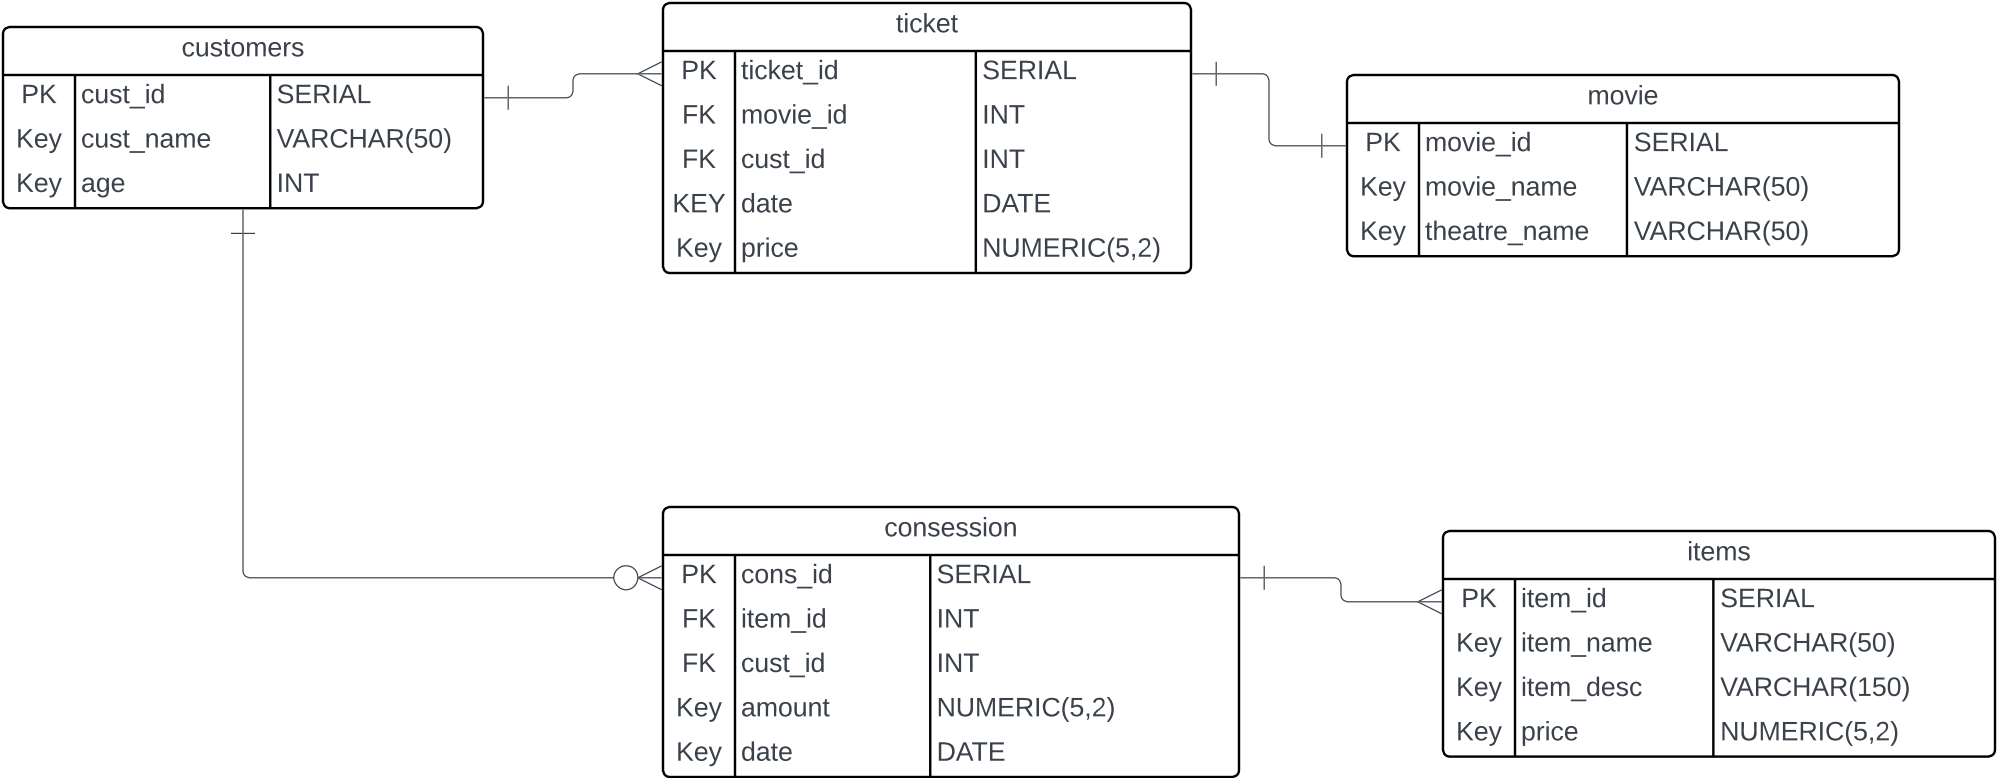 customers
PK cust_id SERIAL
Key cust_name VARCHAR(50)
Key age INT
ticket
PK ticket_id SERIAL
FK movie_id INT
FK cust_id INT
KEY date DATE
Key price NUMERIC(5,2)
movie
PK movie_id SERIAL
Key movie_name VARCHAR(50)
Key theatre_name VARCHAR(50)
consession
PK cons_id SERIAL
FK item_id INT
FK cust_id INT
Key amount NUMERIC(5,2)
Key date DATE
items
PK item_id SERIAL
Key item_name VARCHAR(50)
Key item_desc VARCHAR(150)
Key price NUMERIC(5,2)